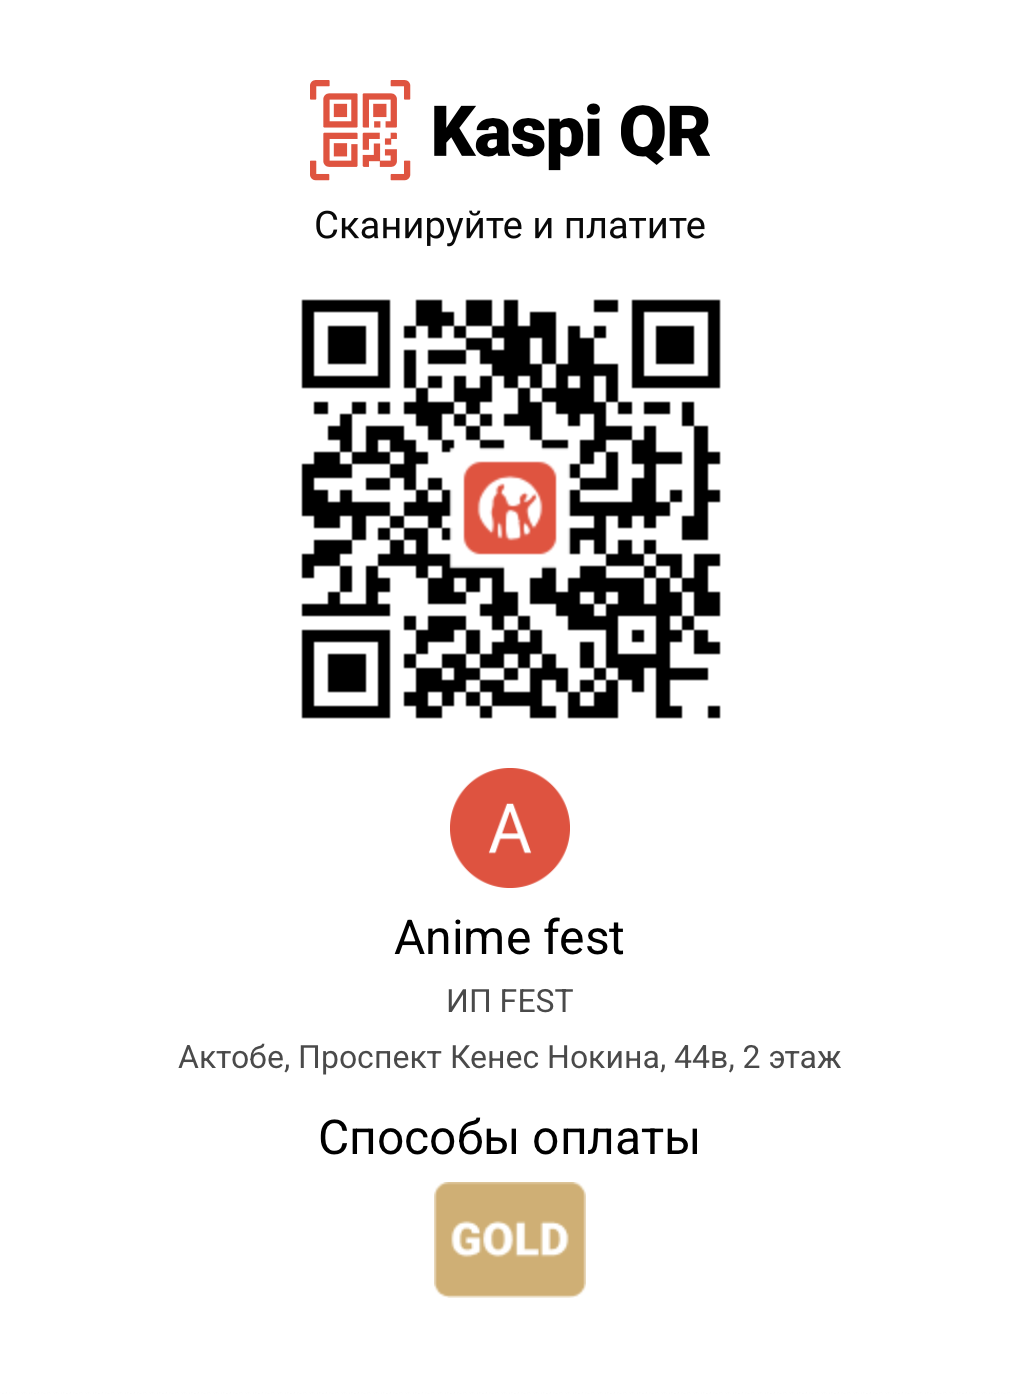 Kaspi QR
Сканируйте и платите
A
Anime fest
ИП FEST
Актобе, Проспект Кенес Нокина, 44в, 2 этаж
Способы оплаты
GOLD